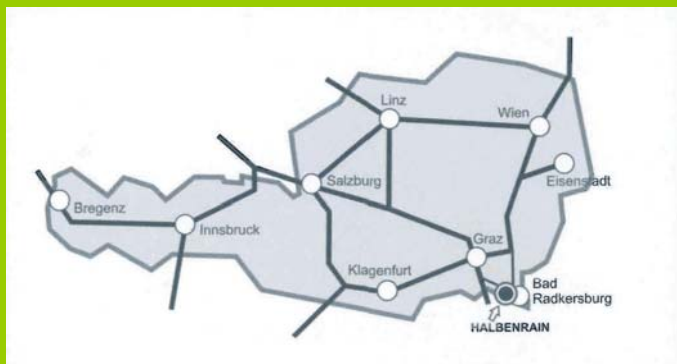 Linz
Wien
Salzburg
Eisenstadt
Bregenz
Innsbruck
Graz
Klagenfurt
Bad
Radkersburg
HALBENRAIN